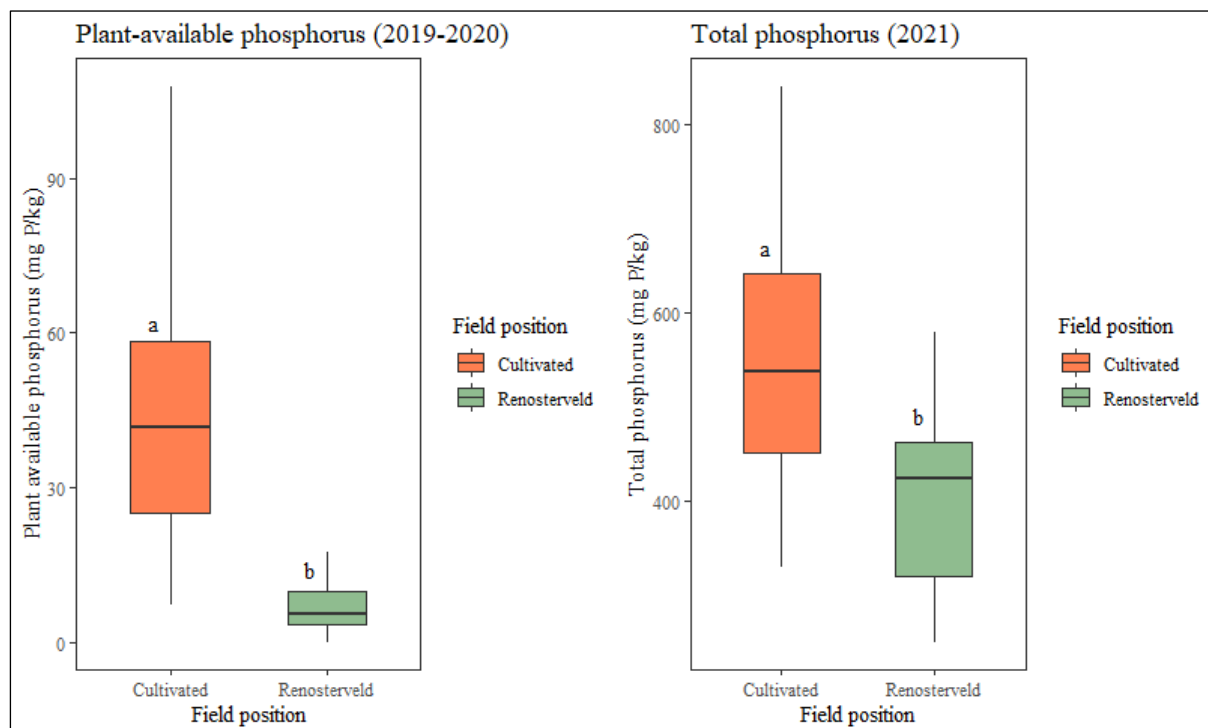 Plant-available phosphorus (2019-2020)
Plant available phosphorus (mg P/kg)
90
60
30
0
a
b
Cultivated
Renosterveld
Field position
Field position
Cultivated
Renosterveld
Total phosphorus (2021)
Total phosphorus (mg P/kg)
800
600
400
a
b
Cultivated
Renosterveld
Field position
Field position
Cultivated
Renosterveld